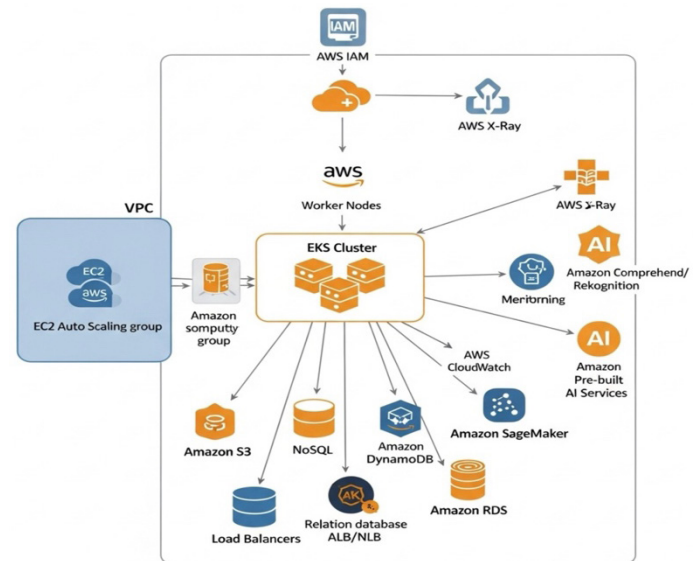 IAM
AWS IAM
AWS X-Ray
aws
Worker Nodes
VPC
EKS Cluster
AWS X-Ray
EC2
aws
EC2 Auto Scaling group
Amazon
somputty
group
Meribrning
AI
Amazon Comprehend/
Rekognition
AI
Amazon
Pre-built
AI Services
AWS
CloudWatch
Amazon S3
NoSQL
Amazon
DynamoDB
Amazon SageMaker
Load Balancers
AK
Relation database
ALB/NLB
Amazon RDS